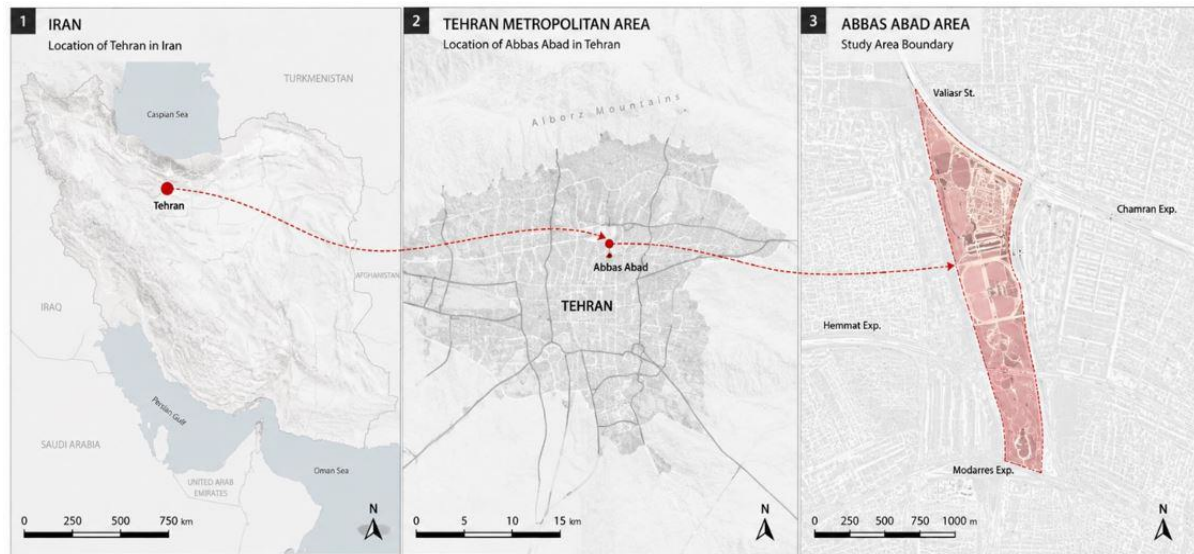 1 IRAN
Location of Tehran in Iran
TURKMENISTAN
Caspian Sea
Tehran
AFGHANISTAN
IRAQ
Persian Gulf
SAUDI ARABIA
UNITED ARAB
EMIRATES
Oman Sea
N
0 250 500 750 km
2 TEHRAN METROPOLITAN AREA
Location of Abbas Abad in Tehran
Alborz Mountains
Abbas Abad
TEHRAN
N
0 5 10 15 km
3 ABBAS ABAD AREA
Study Area Boundary
Valiasr St.
Chamran Exp.
Hemmat Exp.
Modarres Exp.
N
0 250 500 1000 m